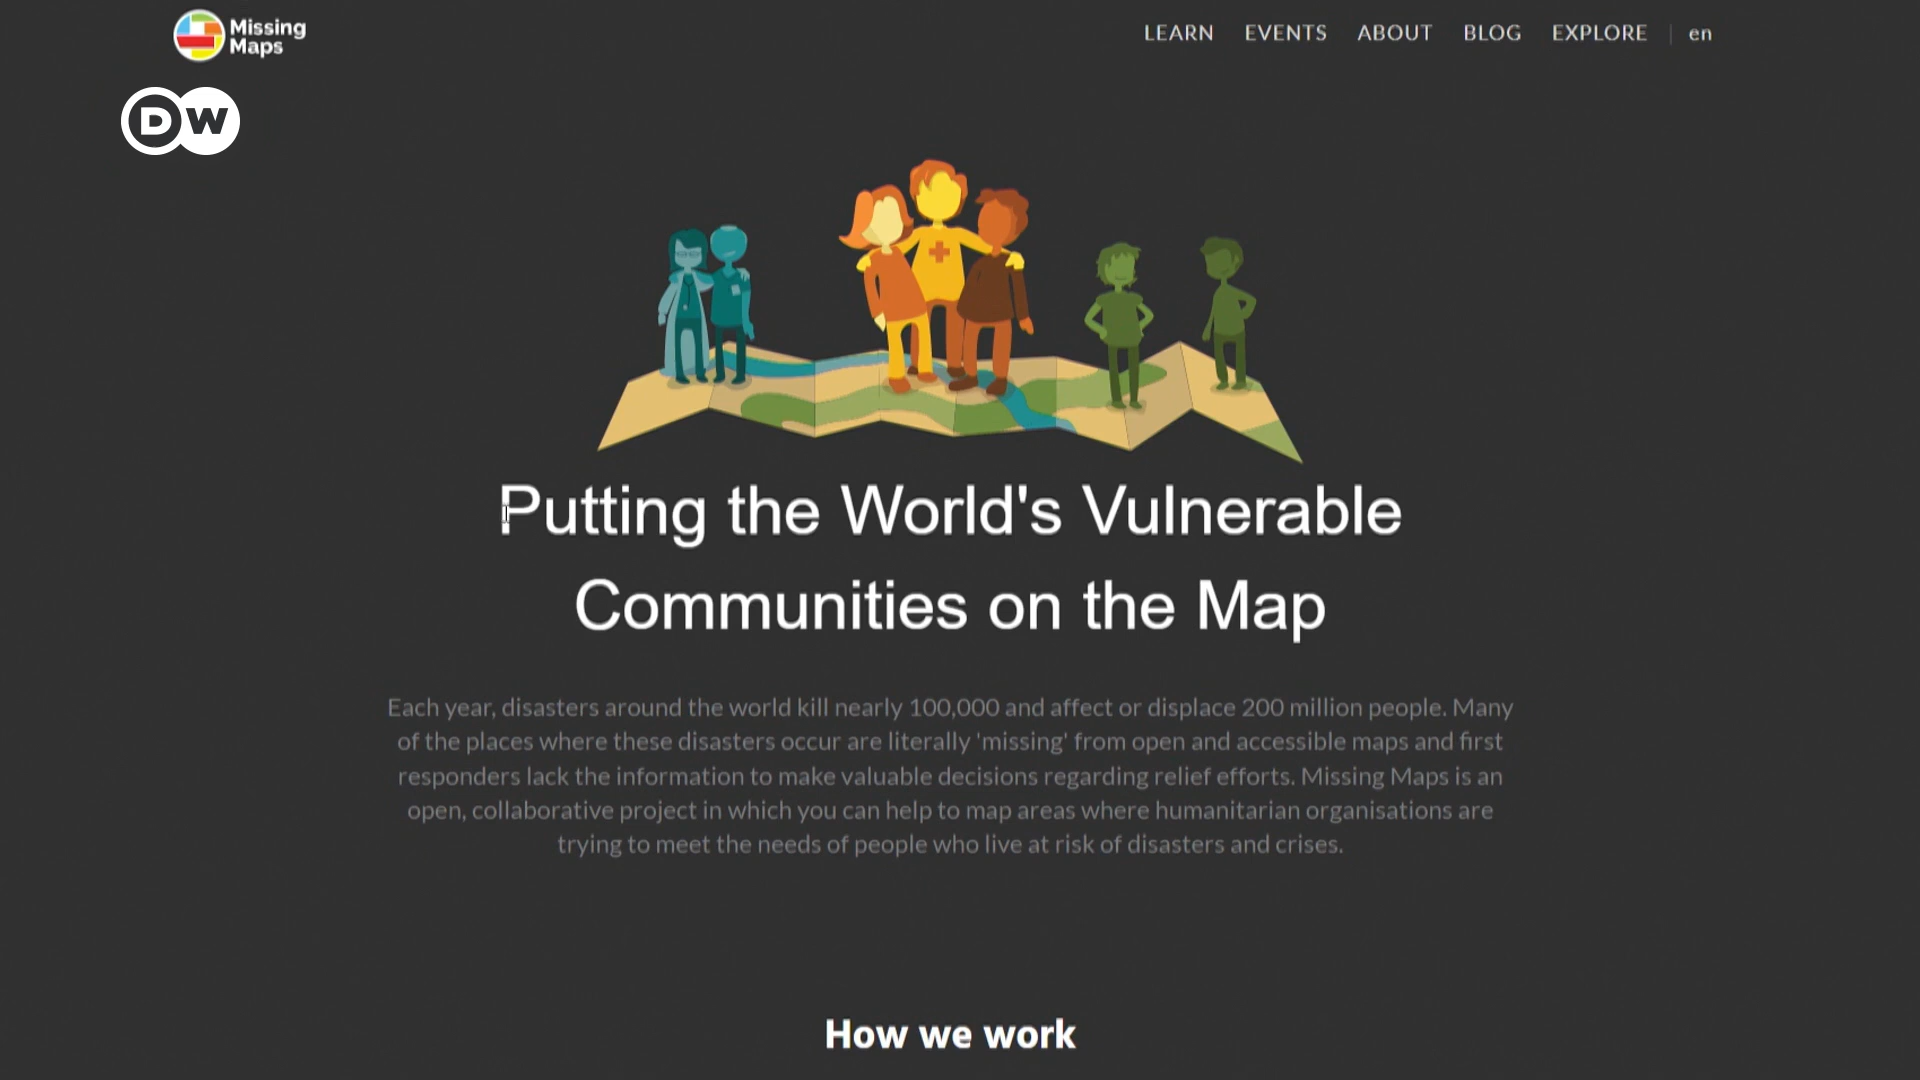 Missing
Maps
LEARN EVENTS ABOUT BLOG EXPLORE | en
DW
Putting the World's Vulnerable
Communities on the Map
Each year, disasters around the world kill nearly 100,000 and affect or displace 200 million people. Many
of the places where these disasters occur are literally 'missing' from open and accessible maps and first
responders lack the information to make valuable decisions regarding relief efforts. Missing Maps is an
open, collaborative project in which you can help to map areas where humanitarian organisations are
trying to meet the needs of people who live at risk of disasters and crises.
How we work